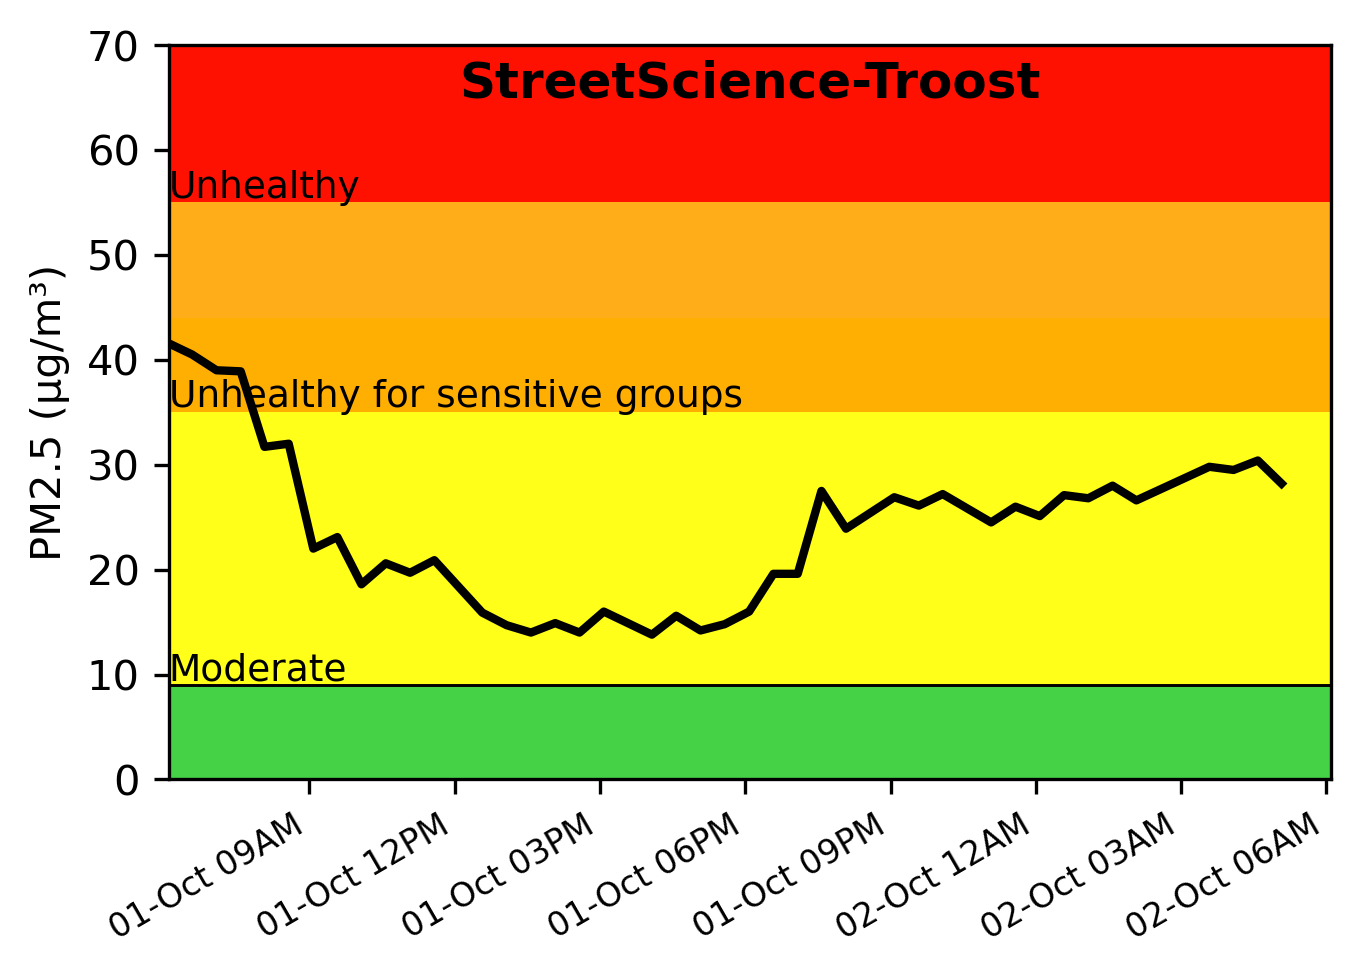 StreetScience-Troost
70
60
50
40
30
20
10
0
PM2.5 (µg/m³)
Unhealthy
Unhealthy for sensitive groups
Moderate
01-Oct 09AM
01-Oct 12PM
01-Oct 03PM
01-Oct 06PM
01-Oct 09PM
02-Oct 12AM
02-Oct 03AM
02-Oct 06AM